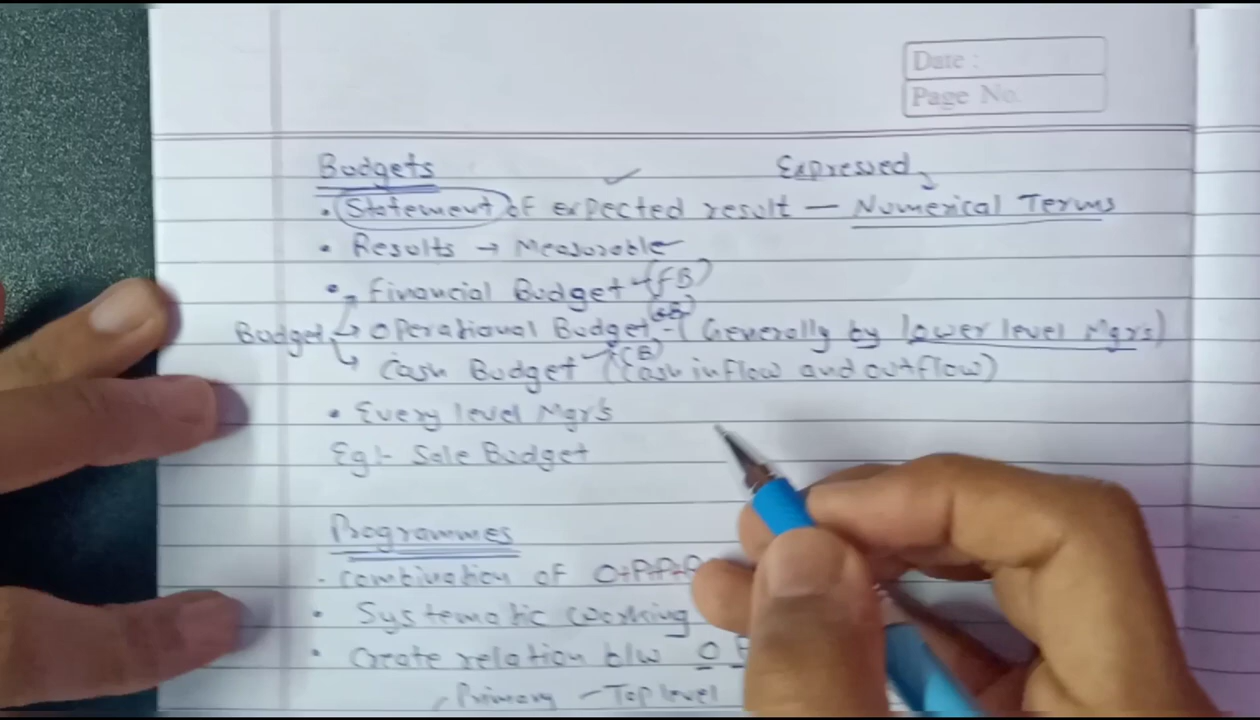 Date :
Page No.
Budgets
Expressed
• Statement of expected result — Numerical Terms
• Results → Measurable
• Financial Budget (FB)
Budget → Operational Budget (OB) - (Generally by lower level Mgrs)
Cash Budget (CB) (Cash inflow and outflow)
• Every level Mgr's
Eg:- Sale Budget
Programmes
• Combination of O+P+P+
• Systematic working
• Create relation b/w O
Primary — Top level